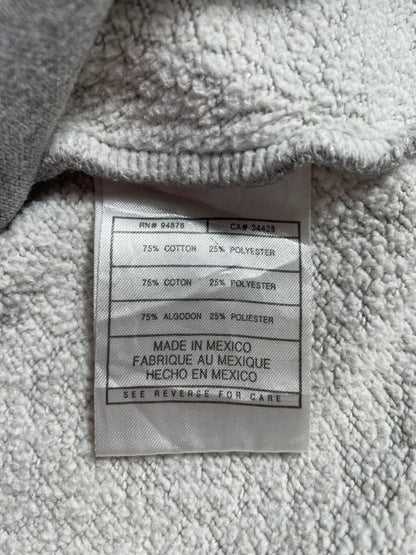 RN# 94878 CA# 34428
75% COTTON 25% POLYESTER
75% COTON 25% POLYESTER
75% ALGODON 25% POLIESTER
MADE IN MEXICO
FABRIQUE AU MEXIQUE
HECHO EN MEXICO
SEE REVERSE FOR CARE